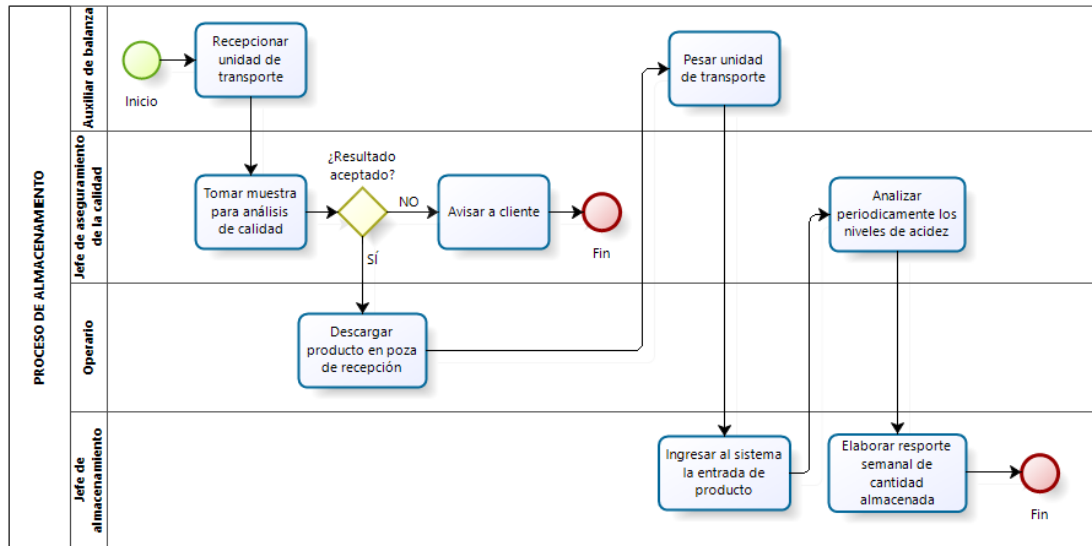 PROCESO DE ALMACENAMIENTO
Auxiliar de balanza
Inicio
Recepcionar
unidad de
transporte
Pesar unidad
de transporte
Jefe de aseguramiento
de la calidad
Tomar muestra
para análisis
de calidad
¿Resultado
aceptado?
NO
SÍ
Avisar a cliente
Fin
Analizar
periodicamente los
niveles de acidez
Operario
Descargar
producto en poza
de recepción
Jefe de
almacenamiento
Ingresar al sistema
la entrada de
producto
Elaborar resporte
semanal de
cantidad
almacenada
Fin